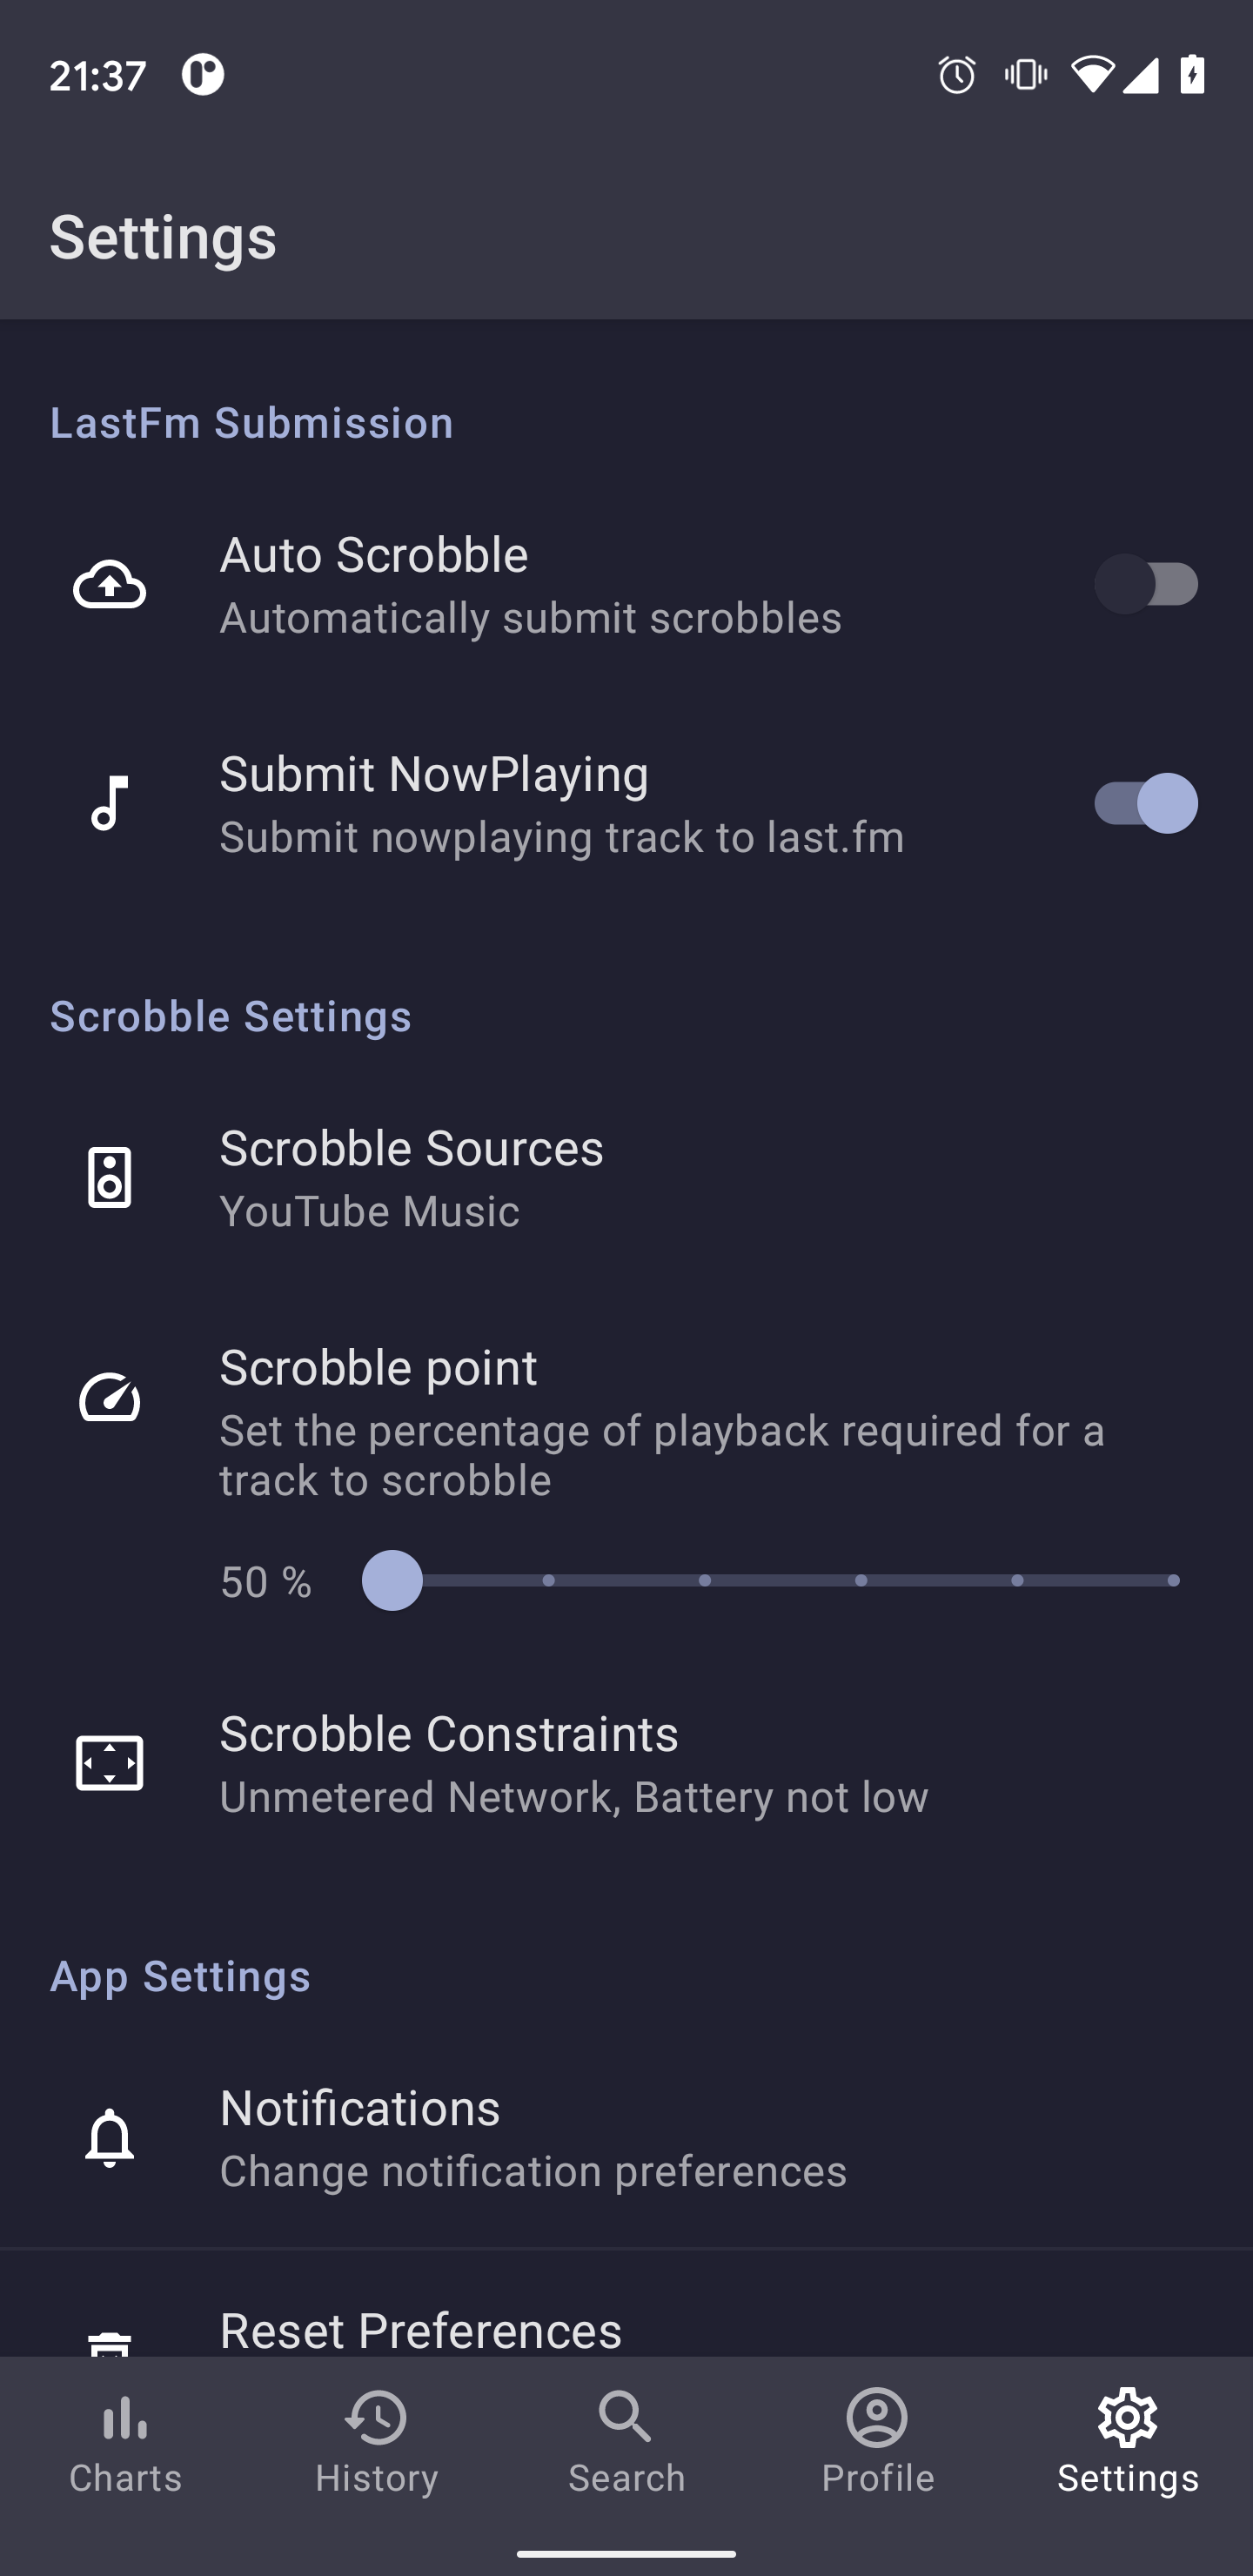 21:37
Settings
LastFm Submission
Auto Scrobble
Automatically submit scrobbles
Submit NowPlaying
Submit nowplaying track to last.fm
Scrobble Settings
Scrobble Sources
YouTube Music
Scrobble point
Set the percentage of playback required for a
track to scrobble
50 %
Scrobble Constraints
Unmetered Network, Battery not low
App Settings
Notifications
Change notification preferences
Reset Preferences
Charts History Search Profile Settings